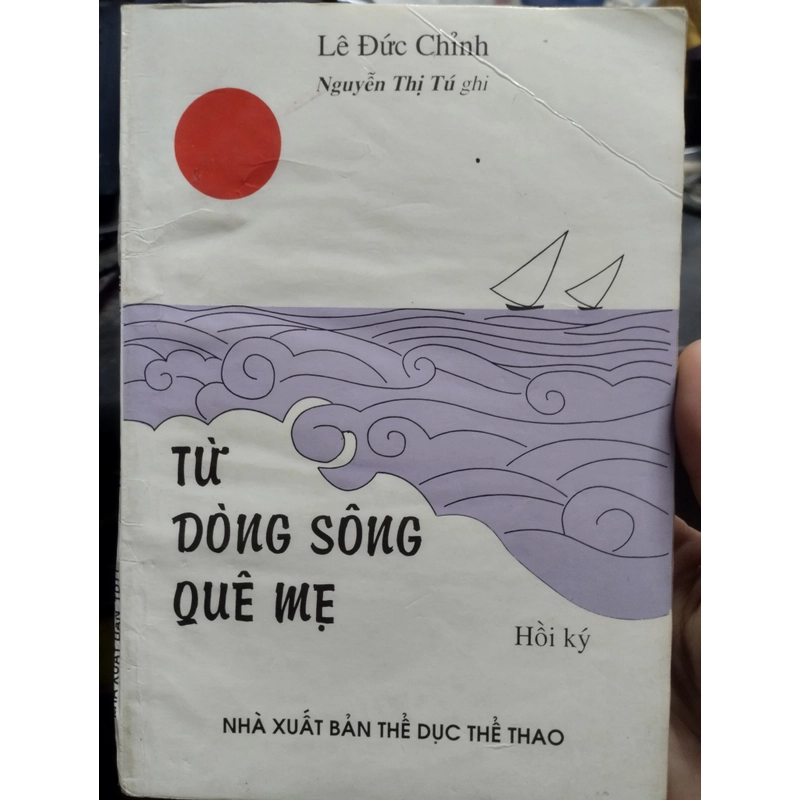 Lê Đức Chỉnh
Nguyễn Thị Tú ghi
TỪ
DÒNG SÔNG
QUÊ MẸ
Hồi ký
NHÀ XUẤT BẢN THỂ DỤC THỂ THAO